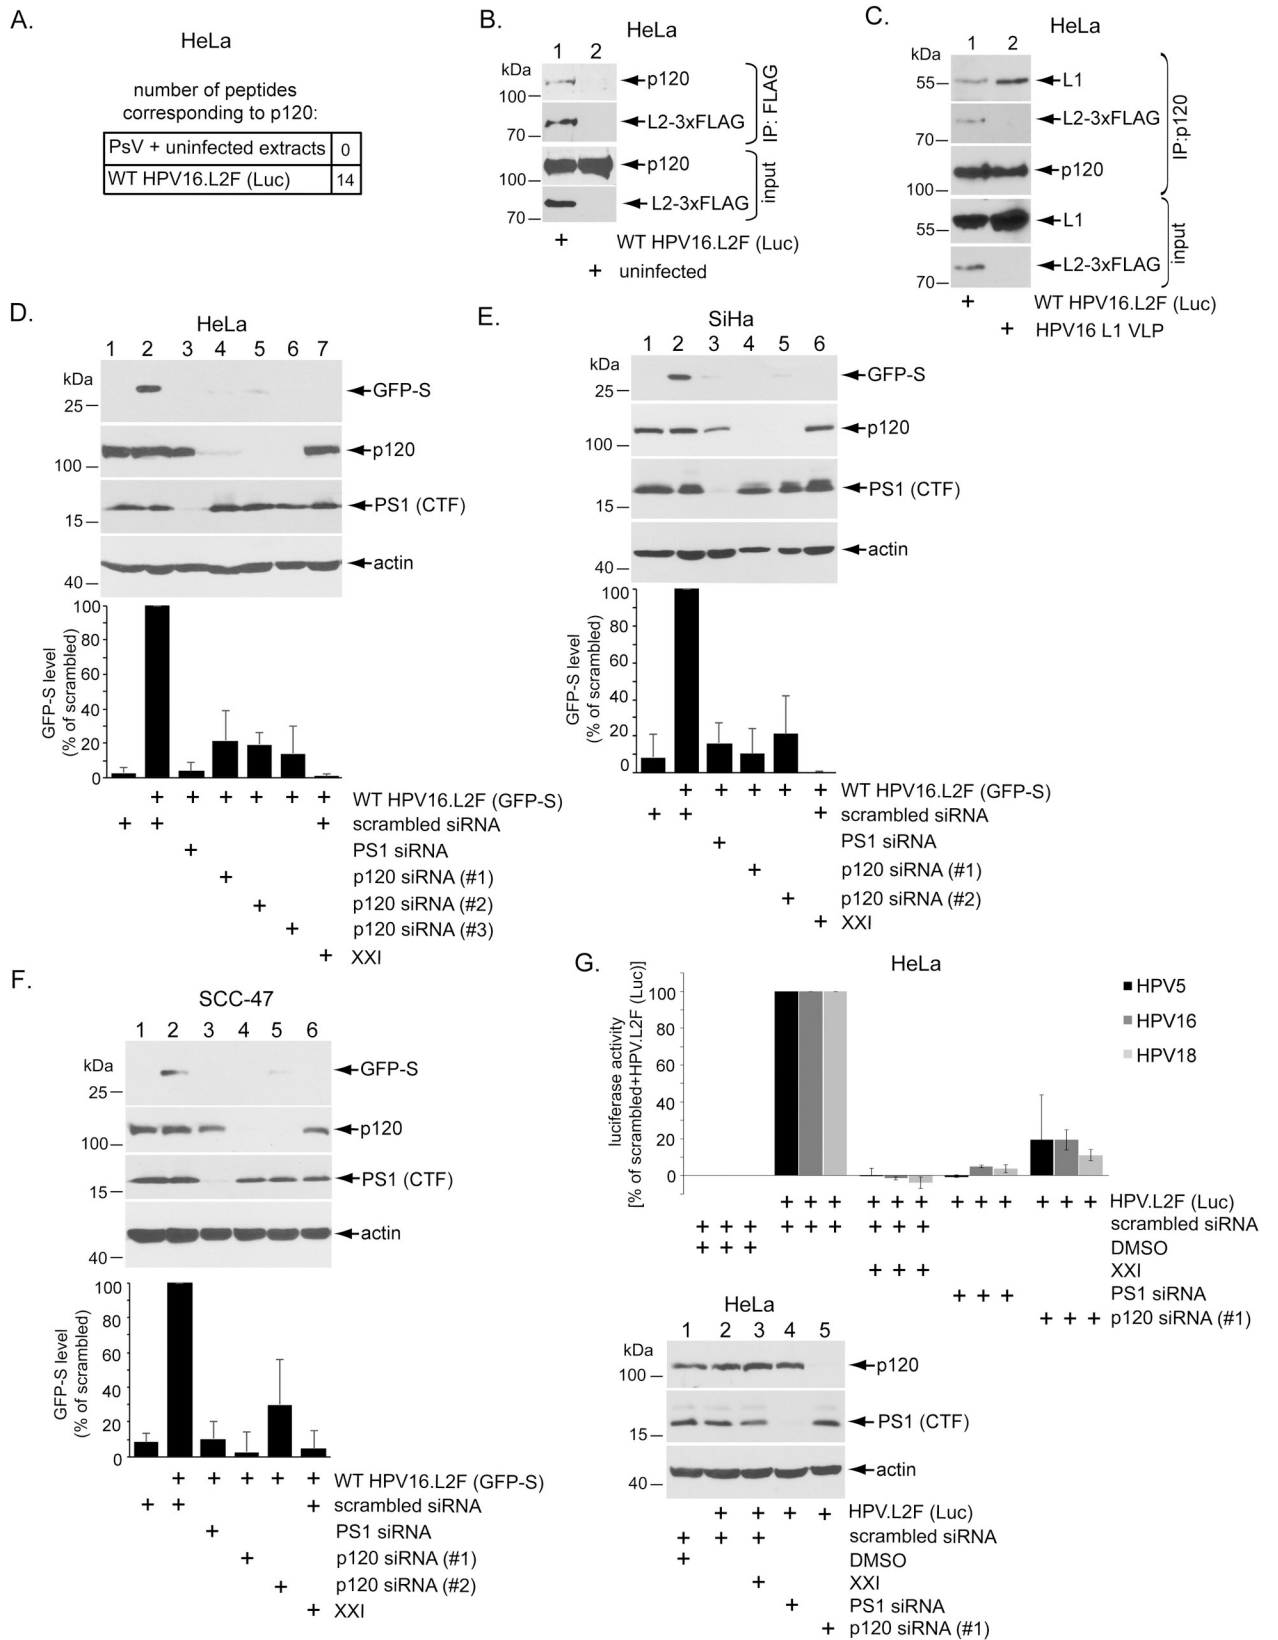 A.
HeLa
number of peptides
corresponding to p120:
PsV + uninfected extracts 0
WT HPV16.L2F (Luc) 14
B.
HeLa
1 2
kDa
p120
100
L2-3xFLAG
70
IP: FLAG
p120
100
L2-3xFLAG
70
input
+ WT HPV16.L2F (Luc)
+ uninfected
C.
HeLa
1 2
kDa
55
L1
L2-3xFLAG
70
p120
100
IP:p120
L1
55
L2-3xFLAG
70
input
+ WT HPV16.L2F (Luc)
+ HPV16 L1 VLP
D.
HeLa
1 2 3 4 5 6 7
kDa
GFP-S
25
p120
100
PS1 (CTF)
15
actin
40
GFP-S level
(% of scrambled)
100
80
60
40
20
0
+ + + + + + WT HPV16.L2F (GFP-S)
+ + + scrambled siRNA
+ PS1 siRNA
+ p120 siRNA (#1)
+ p120 siRNA (#2)
+ p120 siRNA (#3)
+ XXI
E.
SiHa
1 2 3 4 5 6
kDa
GFP-S
25
p120
100
PS1 (CTF)
15
actin
40
GFP-S level
(% of scrambled)
100
80
60
40
20
0
+ + + + + WT HPV16.L2F (GFP-S)
+ + + scrambled siRNA
+ PS1 siRNA
+ p120 siRNA (#1)
+ p120 siRNA (#2)
+ XXI
F.
SCC-47
1 2 3 4 5 6
kDa
GFP-S
25
p120
100
PS1 (CTF)
15
actin
40
GFP-S level
(% of scrambled)
100
80
60
40
20
0
+ + + + + WT HPV16.L2F (GFP-S)
+ + + scrambled siRNA
+ PS1 siRNA
+ p120 siRNA (#1)
+ p120 siRNA (#2)
+ XXI
G.
HeLa
luciferase activity
[% of scrambled+HPV.L2F (Luc)]
100
80
60
40
20
0
HPV5
HPV16
HPV18
+ + + + + + + + + + + + HPV.L2F (Luc)
+ + + + + + + + + scrambled siRNA
+ + + DMSO
+ + + XXI
+ + + PS1 siRNA
+ + + p120 siRNA (#1)
HeLa
1 2 3 4 5
kDa
p120
100
PS1 (CTF)
15
actin
40
+ + + + HPV.L2F (Luc)
+ + + scrambled siRNA
+ DMSO
+ XXI
+ PS1 siRNA
+ p120 siRNA (#1)